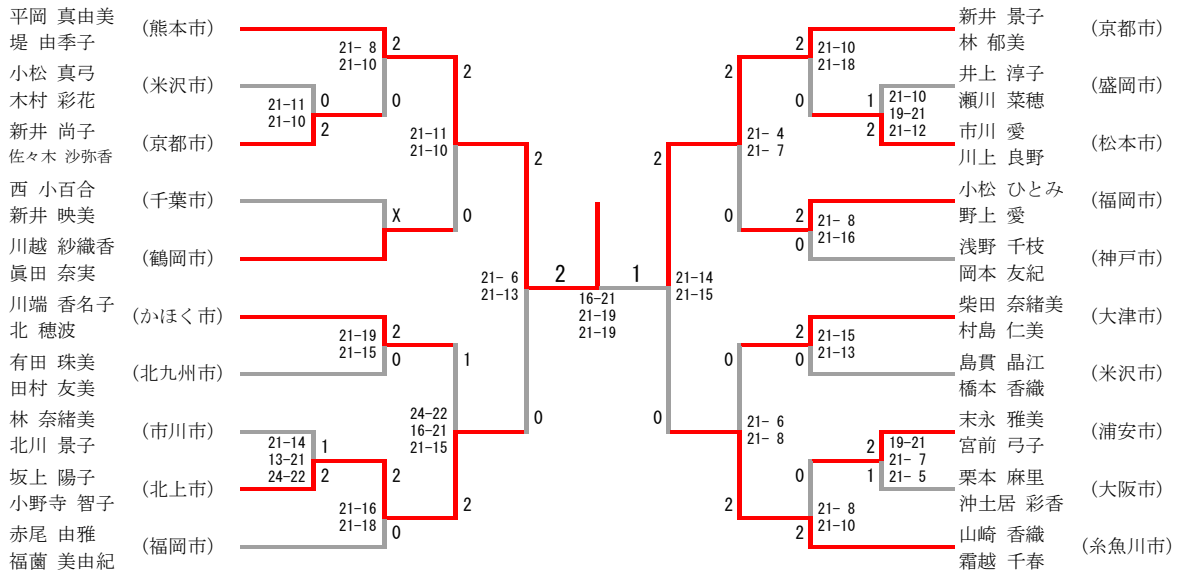 平岡 真由美
堤 由季子
(熊本市)
小松 真弓
木村 彩花
(米沢市)
新井 尚子
佐々木 沙弥香
(京都市)
西 小百合
新井 映美
(千葉市)
川越 紗織香
眞田 奈実
(鶴岡市)
川端 香名子
北 穂波
(かほく市)
有田 珠美
田村 友美
(北九州市)
林 奈緒美
北川 景子
(市川市)
坂上 陽子
小野寺 智子
(北上市)
赤尾 由雅
福薗 美由紀
(福岡市)
21- 8
21-10
2
0
21-11
21-10
0
2
21-11
21-10
2
0
X
21- 6
21-13
2
0
21-19
21-15
2
0
24-22
16-21
21-15
1
2
21-14
13-21
24-22
1
2
21-16
21-18
2
0
2
1
16-21
21-19
21-19
21-14
21-15
2
0
21- 4
21- 7
2
0
21-10
21-18
2
0
21-10
19-21
21-12
1
2
21- 8
21-16
2
0
21- 6
21- 8
0
2
21-15
21-13
2
0
19-21
21- 7
21- 5
2
1
21- 8
21-10
0
2
新井 景子
林 郁美
(京都市)
井上 淳子
瀬川 菜穂
(盛岡市)
市川 愛
川上 良野
(松本市)
小松 ひとみ
野上 愛
(福岡市)
浅野 千枝
岡本 友紀
(神戸市)
柴田 奈緒美
村島 仁美
(大津市)
島貫 晶江
橋本 香織
(米沢市)
末永 雅美
宮前 弓子
(浦安市)
栗本 麻里
沖土居 彩香
(大阪市)
山崎 香織
霜越 千春
(糸魚川市)